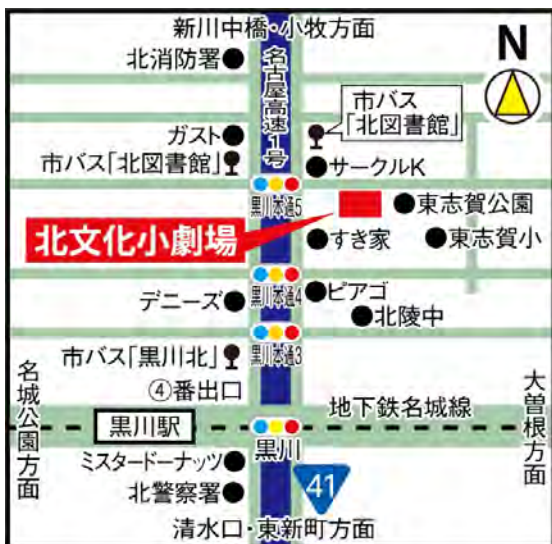 新川中橋・小牧方面
N
北消防署
名古屋高速1号
市バス
「北図書館」
ガスト
市バス「北図書館」
サークルK
黒川本通5
東志賀公園
北文化小劇場
すき家
東志賀小
黒川本通4
ピアゴ
デニーズ
北陵中
黒川本通3
市バス「黒川北」
④番出口
名城公園方面
大曽根方面
地下鉄名城線
黒川駅
黒川
ミスタードーナッツ
北警察署
41
清水口・東新町方面